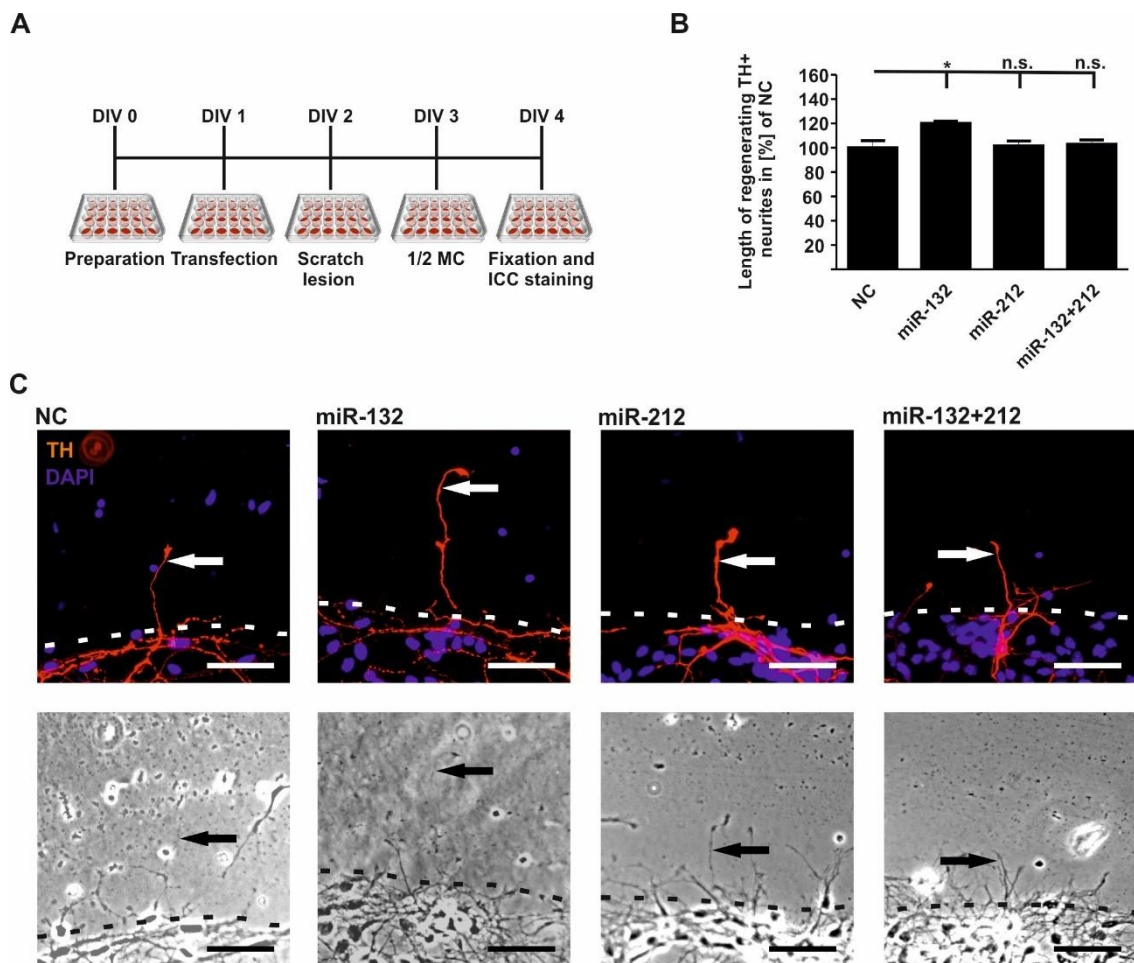 A
DIV 0 DIV 1 DIV 2 DIV 3 DIV 4
Preparation Transfection Scratch lesion 1/2 MC Fixation and ICC staining
B
Length of regenerating TH+
neurites in [%] of NC
160
140
120
100
80
60
40
20
* n.s. n.s.
NC miR-132 miR-212 miR-132+212
C
NC miR-132 miR-212 miR-132+212
TH
DAPI